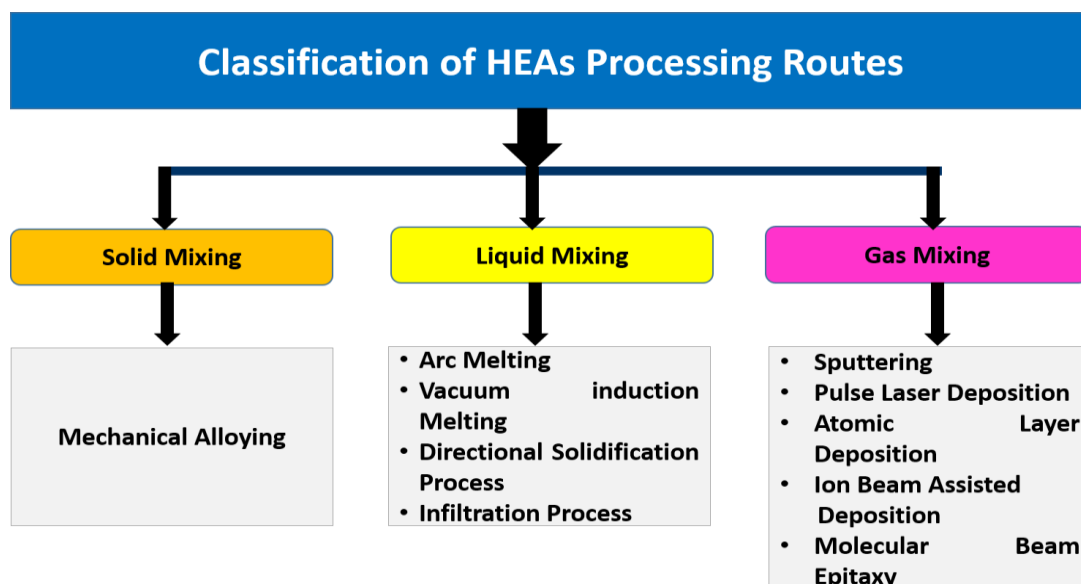 Classification of HEAs Processing Routes
Solid Mixing
Liquid Mixing
Gas Mixing
Mechanical Alloying
• Arc Melting
• Vacuum induction
Melting
• Directional Solidification
Process
• Infiltration Process
• Sputtering
• Pulse Laser Deposition
• Atomic Layer
Deposition
• Ion Beam Assisted
Deposition
• Molecular Beam
Epitaxy